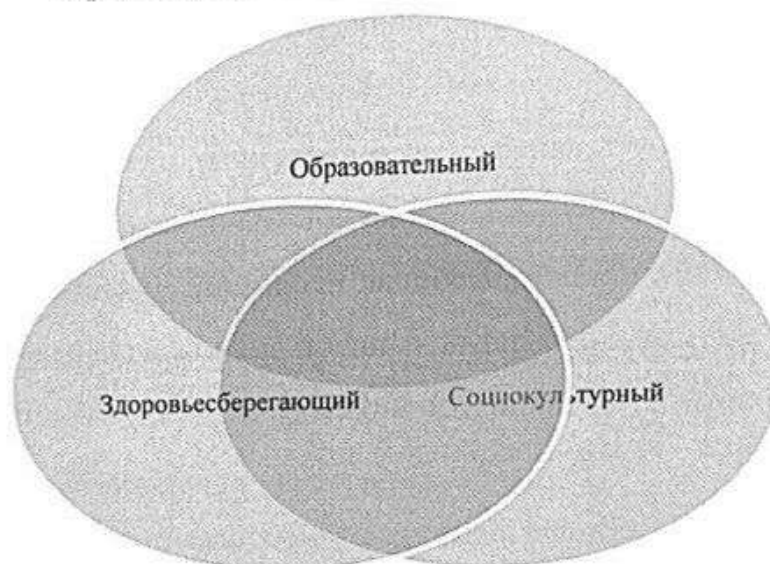 Образовательный
Здоровьесберегающий
Социокультурный